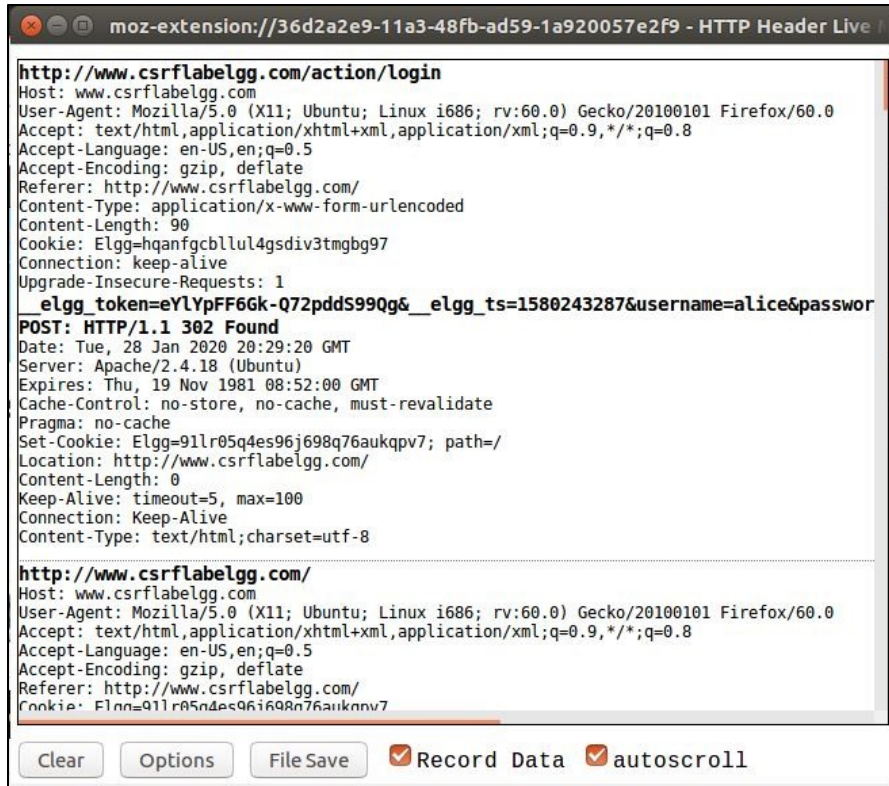 moz-extension://36d2a2e9-11a3-48fb-ad59-1a920057e2f9 - HTTP Header Live
http://www.csrflabelgg.com/action/login
Host: www.csrflabelgg.com
User-Agent: Mozilla/5.0 (X11; Ubuntu; Linux i686; rv:60.0) Gecko/20100101 Firefox/60.0
Accept: text/html,application/xhtml+xml,application/xml;q=0.9,*/*;q=0.8
Accept-Language: en-US,en;q=0.5
Accept-Encoding: gzip, deflate
Referer: http://www.csrflabelgg.com/
Content-Type: application/x-www-form-urlencoded
Content-Length: 90
Cookie: Elgg=hqanfgcbllul4gsdiv3tmgbg97
Connection: keep-alive
Upgrade-Insecure-Requests: 1
__elgg_token=eYlYpFF6Gk-Q72pddS99Qg&__elgg_ts=1580243287&username=alice&passwor
POST: HTTP/1.1 302 Found
Date: Tue, 28 Jan 2020 20:29:20 GMT
Server: Apache/2.4.18 (Ubuntu)
Expires: Thu, 19 Nov 1981 08:52:00 GMT
Cache-Control: no-store, no-cache, must-revalidate
Pragma: no-cache
Set-Cookie: Elgg=91lr05q4es96j698q76aukqpv7; path=/
Location: http://www.csrflabelgg.com/
Content-Length: 0
Keep-Alive: timeout=5, max=100
Connection: Keep-Alive
Content-Type: text/html;charset=utf-8
http://www.csrflabelgg.com/
Host: www.csrflabelgg.com
User-Agent: Mozilla/5.0 (X11; Ubuntu; Linux i686; rv:60.0) Gecko/20100101 Firefox/60.0
Accept: text/html,application/xhtml+xml,application/xml;q=0.9,*/*;q=0.8
Accept-Language: en-US,en;q=0.5
Accept-Encoding: gzip, deflate
Referer: http://www.csrflabelgg.com/
Cookie: Elgg=91lr05q4es96j698q76aukqpv7
Clear Options File Save Record Data autoscroll